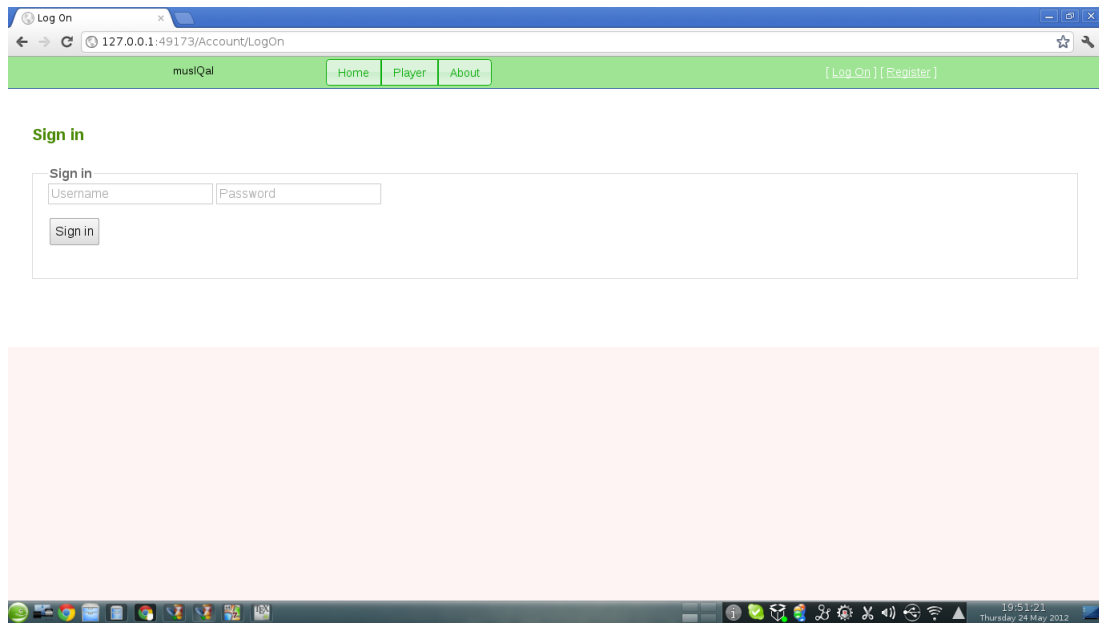 Log On
127.0.0.1:49173/Account/LogOn
musIQal Home Player About [ Log On ] [ Register ]
Sign in
Sign in
Username Password
Sign in
19:51:21
Thursday 24 May 2012